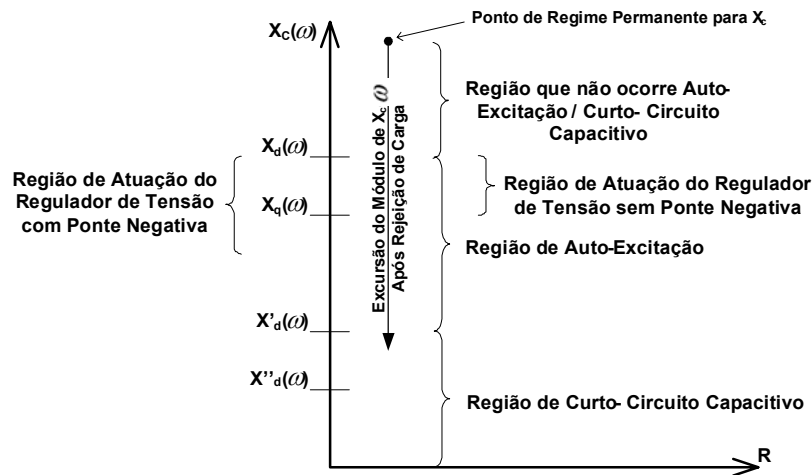 Ponto de Regime Permanente para Xc
XC(ω)
Região que não ocorre Auto-
Excitação / Curto- Circuito
Capacitivo
Xd(ω)
Região de Atuação do
Regulador de Tensão
com Ponte Negativa
Xq(ω)
Região de Atuação do Regulador
de Tensão sem Ponte Negativa
Excursão do Módulo de Xc ω
Após Rejeição de Carga
Região de Auto-Excitação
X'd(ω)
X''d(ω)
Região de Curto- Circuito Capacitivo
R